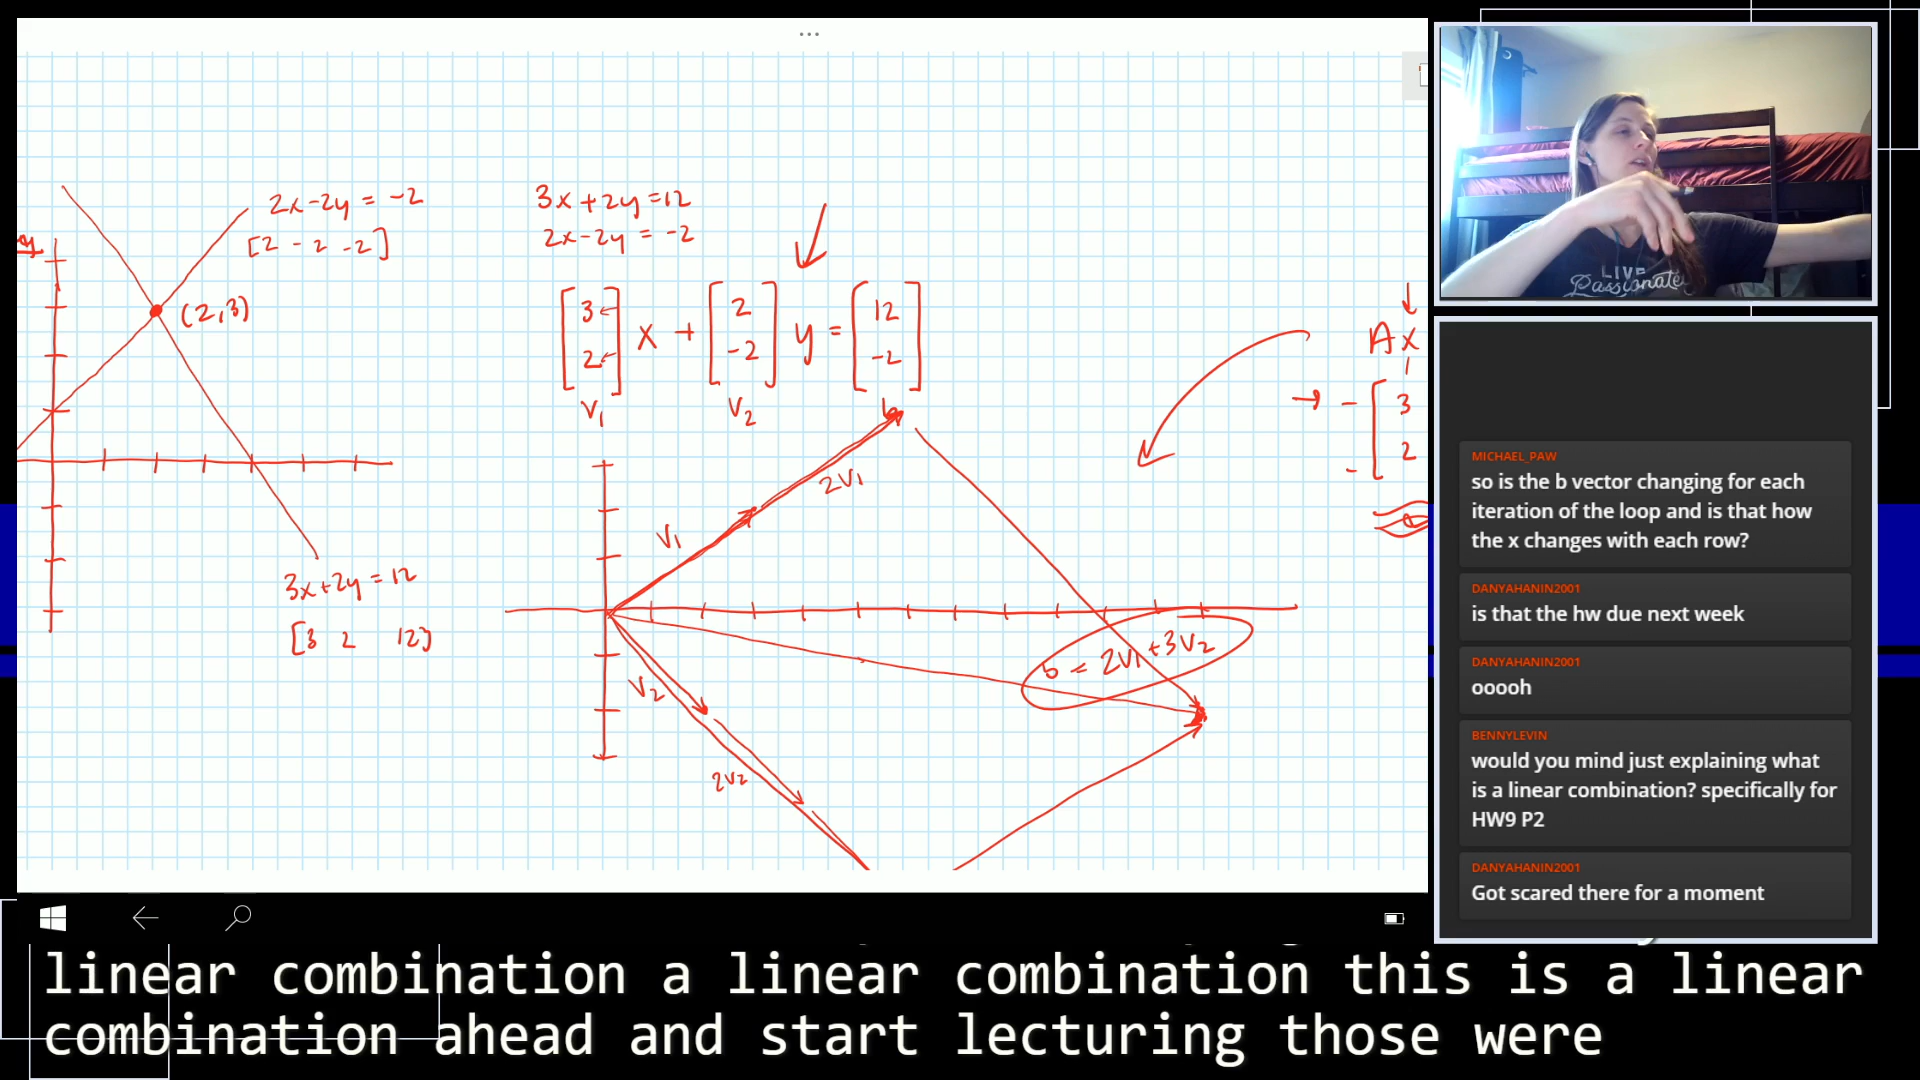 ...
2x-2y = -2
[2 -2 -2]
y
(2,3)
3x+2y=12
[3 2 12]
3x+2y=12
2x-2y=-2
[3 2] x + [2 -2] y = [12 -2]
V1 V2 b
2V1
V1
V2
2V2
b = 2V1+3V2
Ax
[3
2
LIVE
Passionate
MICHAEL_PAW
so is the b vector changing for each
iteration of the loop and is that how
the x changes with each row?
DANYAHANIN2001
is that the hw due next week
DANYAHANIN2001
ooooh
BENNYLEVIN
would you mind just explaining what
is a linear combination? specifically for
HW9 P2
DANYAHANIN2001
Got scared there for a moment
linear combination a linear combination this is a linear
combination ahead and start lecturing those were